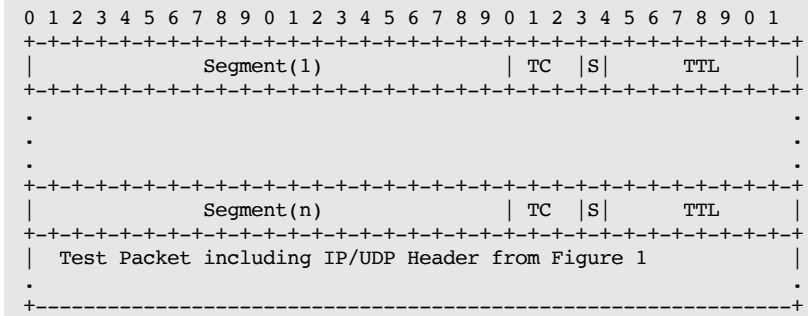 0 1 2 3 4 5 6 7 8 9 0 1 2 3 4 5 6 7 8 9 0 1 2 3 4 5 6 7 8 9 0 1
+-+-+-+-+-+-+-+-+-+-+-+-+-+-+-+-+-+-+-+-+-+-+-+-+-+-+-+-+-+-+-+-+
|              Segment(1)               | TC  |S|      TTL      |
+-+-+-+-+-+-+-+-+-+-+-+-+-+-+-+-+-+-+-+-+-+-+-+-+-+-+-+-+-+-+-+-+
.                                                               .
.                                                               .
.                                                               .
+-+-+-+-+-+-+-+-+-+-+-+-+-+-+-+-+-+-+-+-+-+-+-+-+-+-+-+-+-+-+-+-+
|              Segment(n)               | TC  |S|      TTL      |
+-+-+-+-+-+-+-+-+-+-+-+-+-+-+-+-+-+-+-+-+-+-+-+-+-+-+-+-+-+-+-+-+
|  Test Packet including IP/UDP Header from Figure 1            |
.                                                               .
+---------------------------------------------------------------+